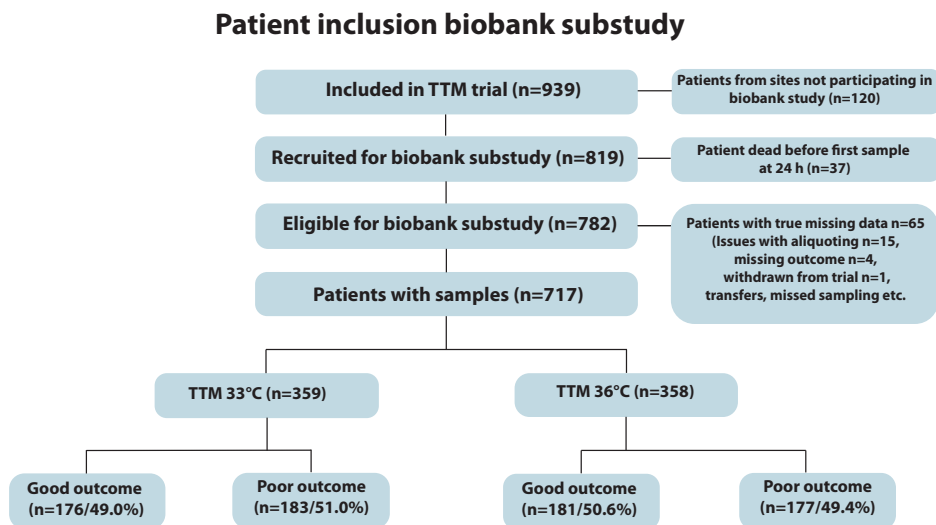 Patient inclusion biobank substudy
Included in TTM trial (n=939)
Patients from sites not participating in
biobank study (n=120)
Recruited for biobank substudy (n=819)
Patient dead before first sample
at 24 h (n=37)
Eligible for biobank substudy (n=782)
Patients with true missing data n=65
(Issues with aliquoting n=15,
missing outcome n=4,
withdrawn from trial n=1,
transfers, missed sampling etc.
Patients with samples (n=717)
TTM 33°C (n=359)
TTM 36°C (n=358)
Good outcome
(n=176/49.0%)
Poor outcome
(n=183/51.0%)
Good outcome
(n=181/50.6%)
Poor outcome
(n=177/49.4%)